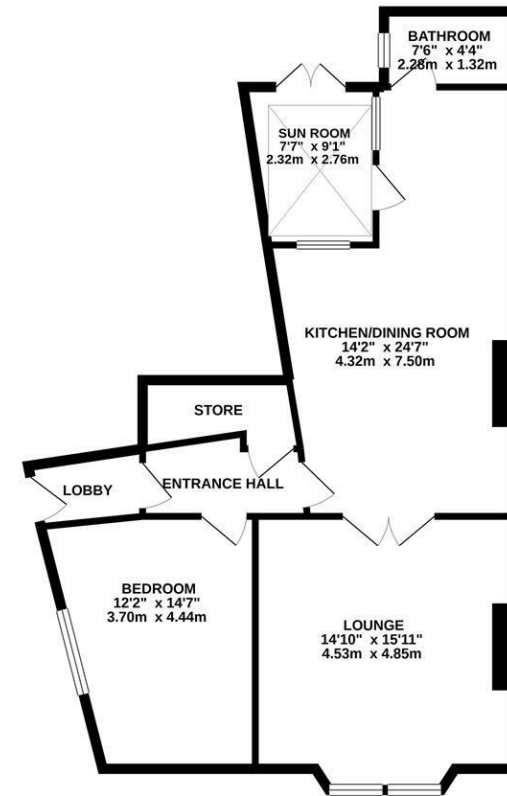 BATHROOM
7'6" x 4'4"
2.28m x 1.32m
SUN ROOM
7'7" x 9'1"
2.32m x 2.76m
KITCHEN/DINING ROOM
14'2" x 24'7"
4.32m x 7.50m
STORE
ENTRANCE HALL
LOBBY
BEDROOM
12'2" x 14'7"
3.70m x 4.44m
LOUNGE
14'10" x 15'11"
4.53m x 4.85m